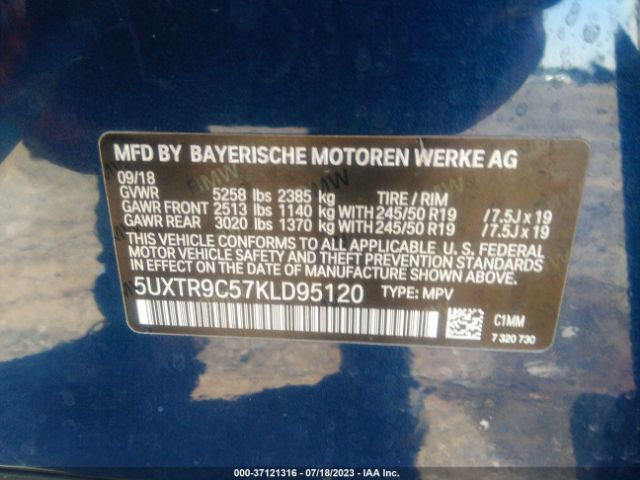 MFD BY BAYERISCHE MOTOREN WERKE AG
09/18
GVWR 5258 lbs 2385 kg TIRE / RIM
GAWR FRONT 2513 lbs 1140 kg WITH 245/50 R19 /7.5J x 19
GAWR REAR 3020 lbs 1370 kg WITH 245/50 R19 /7.5J x 19
THIS VEHICLE CONFORMS TO ALL APPLICABLE U. S. FEDERAL
MOTOR VEHICLE SAFETY AND THEFT PREVENTION STANDARDS
IN EFFECT ON THE DATE OF MANUFACTURE SHOWN ABOVE.
5UXTR9C57KLD95120 TYPE: MPV
C1MM
7 320 730
000-37121316 - 07/18/2023 - IAA Inc.